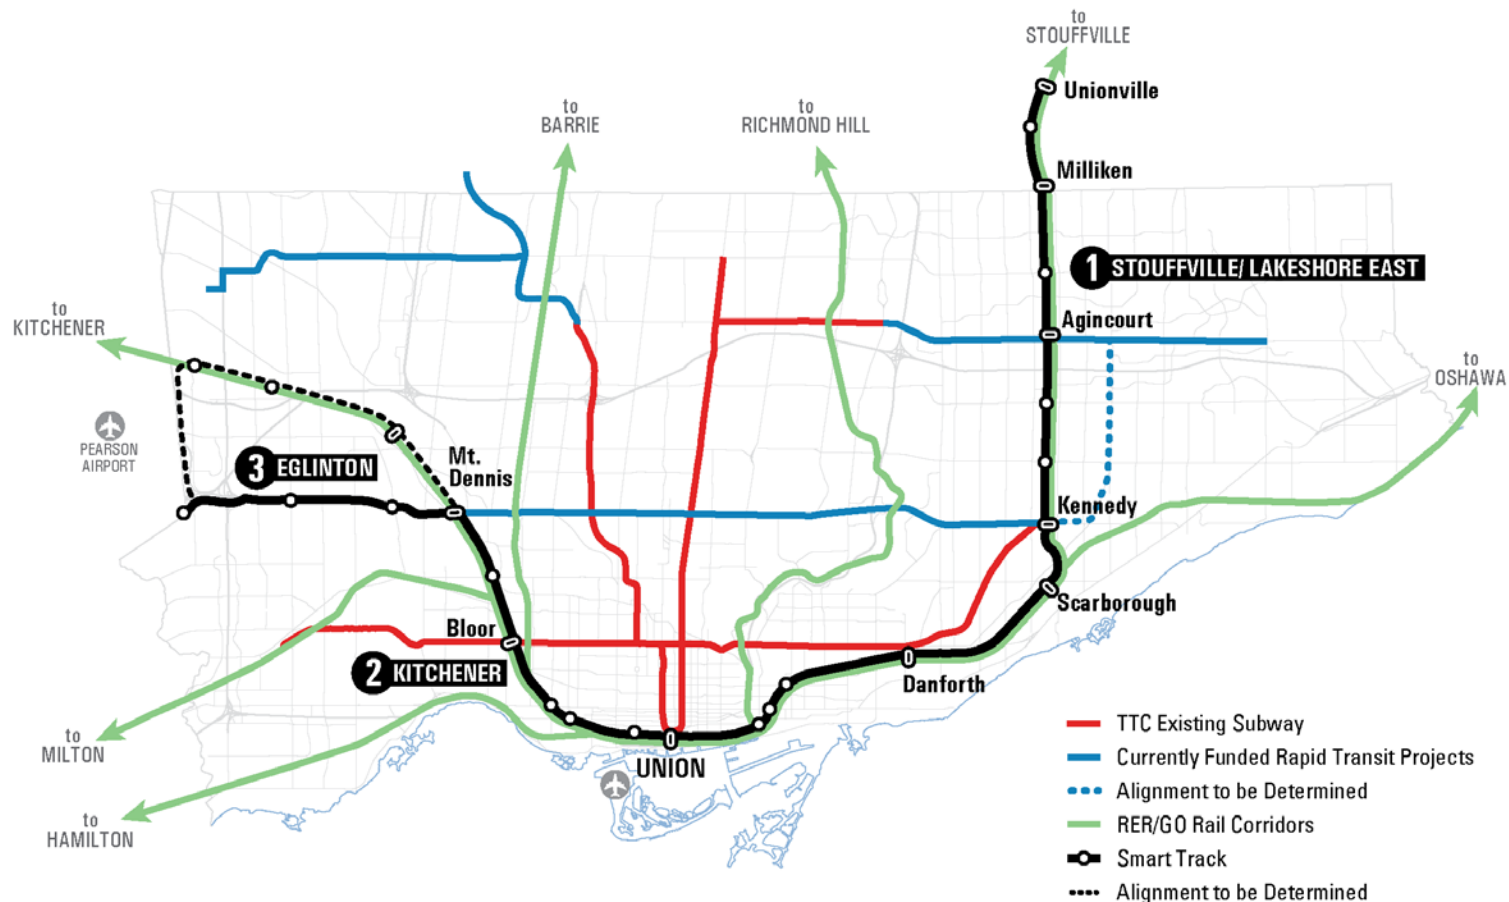 to
STOUFFVILLE
Unionville
to
BARRIE
to
RICHMOND HILL
Milliken
1 STOUFFVILLE/ LAKESHORE EAST
to
KITCHENER
Agincourt
to
OSHAWA
PEARSON
AIRPORT
3 EGLINTON
Mt.
Dennis
Kennedy
Scarborough
Bloor
2 KITCHENER
Danforth
to
MILTON
UNION
to
HAMILTON
TTC Existing Subway
Currently Funded Rapid Transit Projects
Alignment to be Determined
RER/GO Rail Corridors
Smart Track
Alignment to be Determined